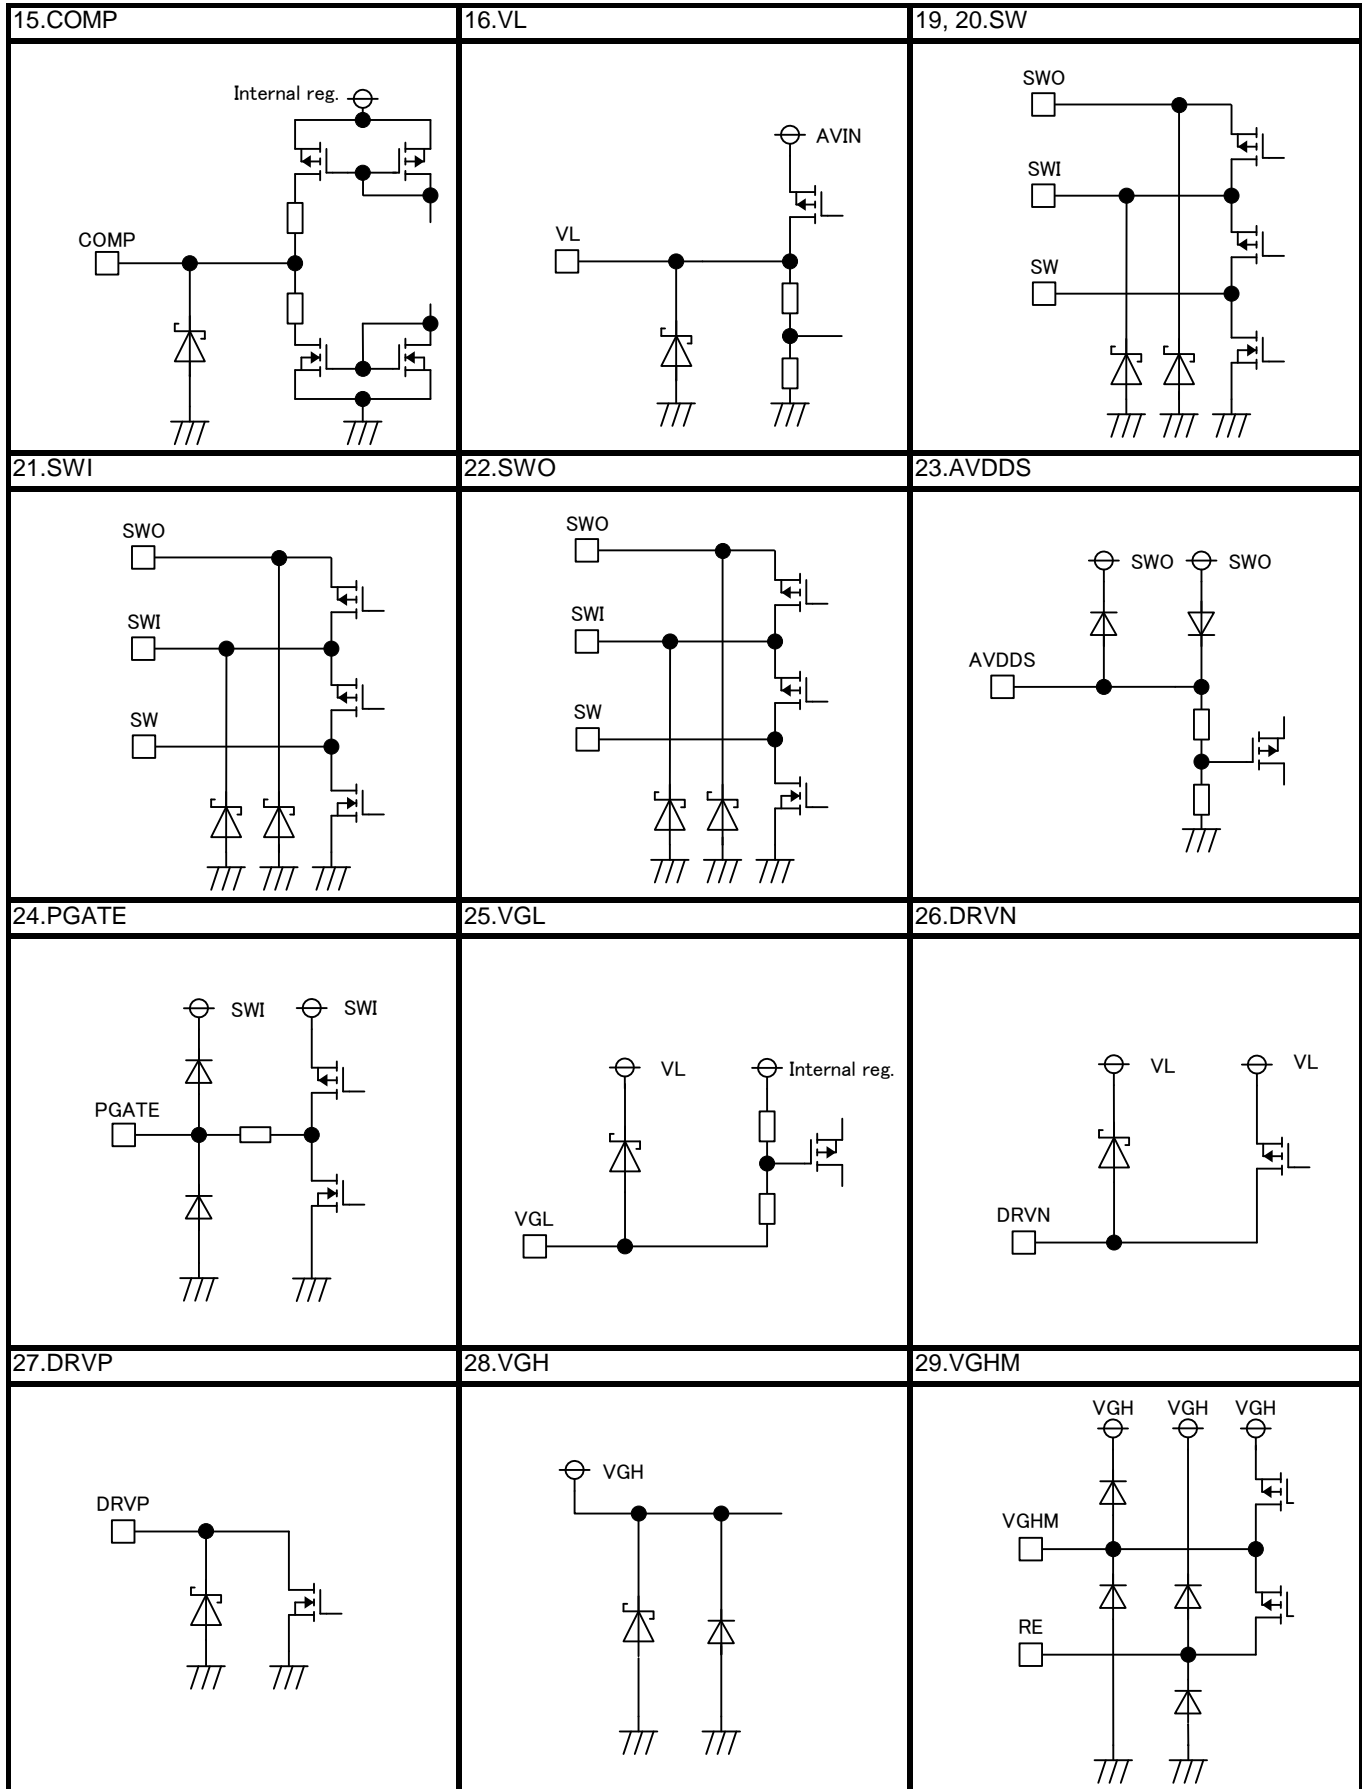 15.COMP
16.VL
19, 20.SW
Internal reg.
COMP
AVIN
VL
SWO
SWI
SW
21.SWI
22.SWO
23.AVDDS
SWO
SWI
SW
SWO
SWI
SW
SWO
SWO
AVDDS
24.PGATE
25.VGL
26.DRVN
SWI
SWI
PGATE
VL
Internal reg.
VGL
VL
VL
DRVN
27.DRVP
28.VGH
29.VGHM
DRVP
VGH
VGH
VGH
VGH
VGHM
RE